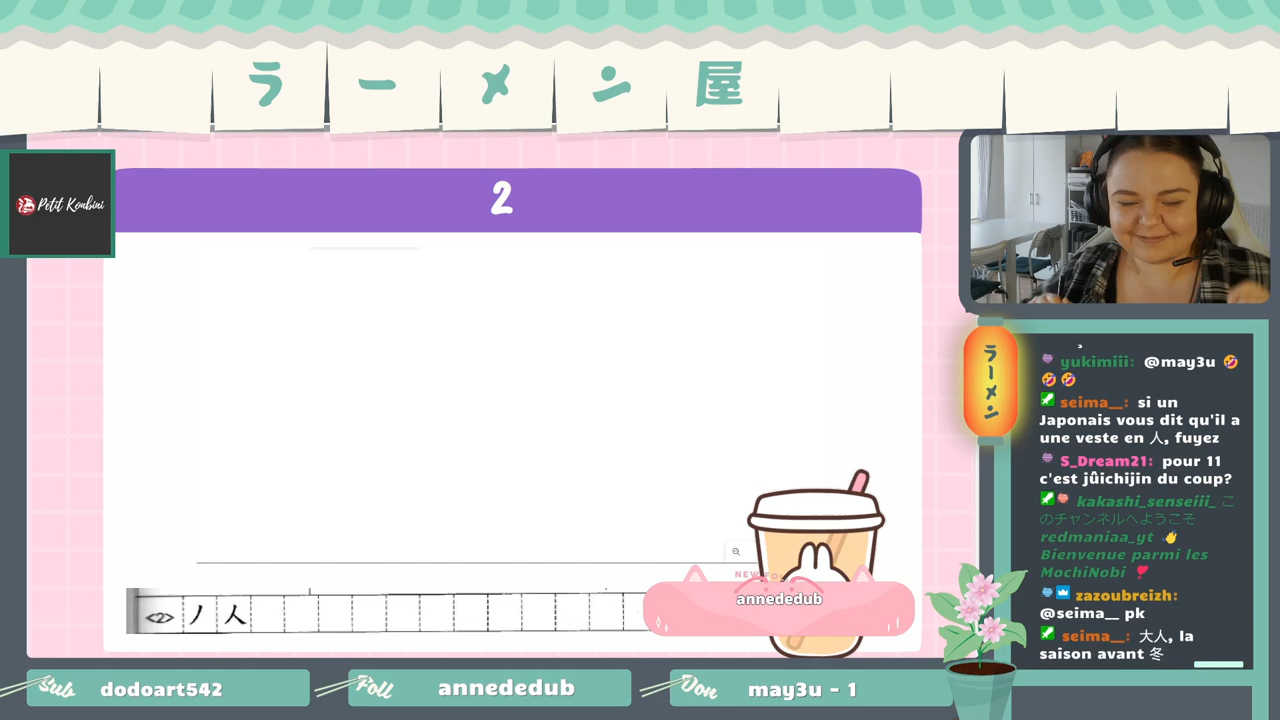 ラーメン屋
Petit Konbini
2
ラーメン
yukimiii: @may3u 🤣
🤣🤣
seima__: si un
Japonais vous dit qu'il a
une veste en 人, fuyez
S_Dream21: pour 11
c'est jûichijin du coup?
kakashi_senseiii_ こ
のチャンネルへようこそ
redmaniaa_yt 👋
Bienvenue parmi les
MochiNobi ❣️
zazoubreizh:
@seima__ pk
seima__: 大人, la
saison avant 冬
ノ 人
annededub
Sub dodoart542
Foll annededub
Don may3u - 1